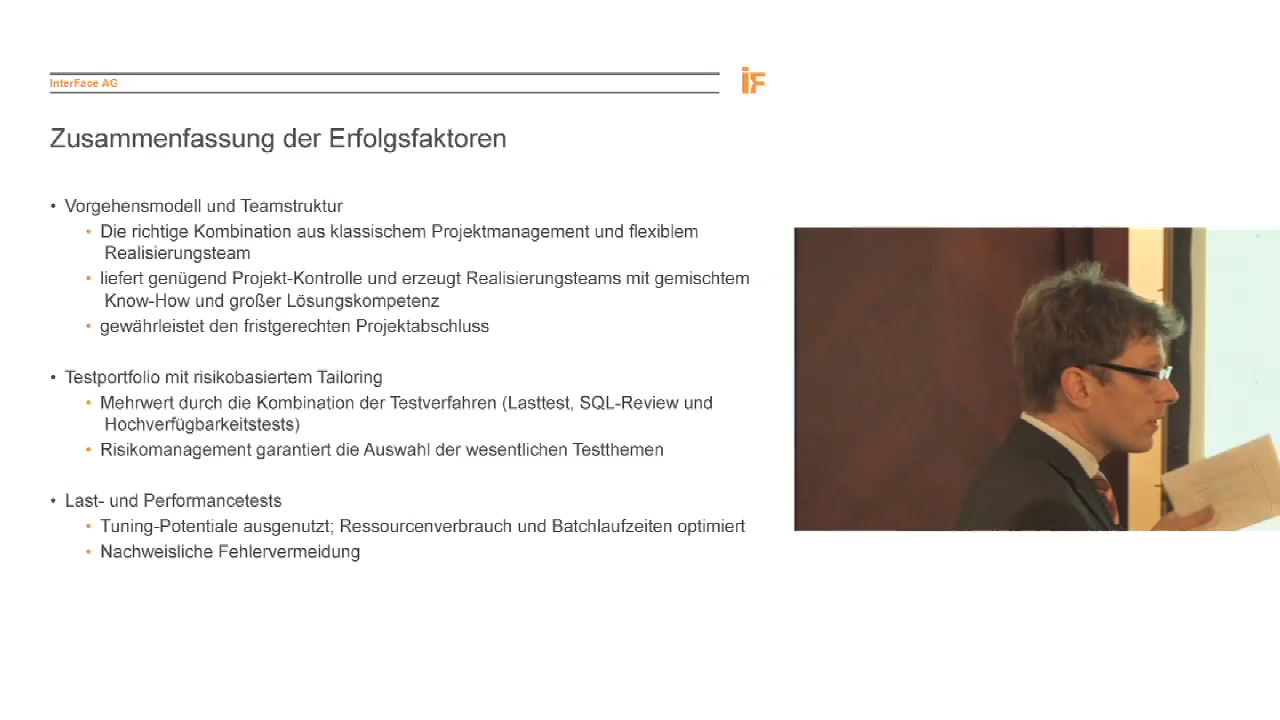 InterFace AG
iF
Zusammenfassung der Erfolgsfaktoren
• Vorgehensmodell und Teamstruktur
• Die richtige Kombination aus klassischem Projektmanagement und flexiblem
Realisierungsteam
• liefert genügend Projekt-Kontrolle und erzeugt Realisierungsteams mit gemischtem
Know-How und großer Lösungskompetenz
• gewährleistet den fristgerechten Projektabschluss
• Testportfolio mit risikobasiertem Tailoring
• Mehrwert durch die Kombination der Testverfahren (Lasttest, SQL-Review und
Hochverfügbarkeitstests)
• Risikomanagement garantiert die Auswahl der wesentlichen Testthemen
• Last- und Performancetests
• Tuning-Potentiale ausgenutzt; Ressourcenverbrauch und Batchlaufzeiten optimiert
• Nachweisliche Fehlervermeidung